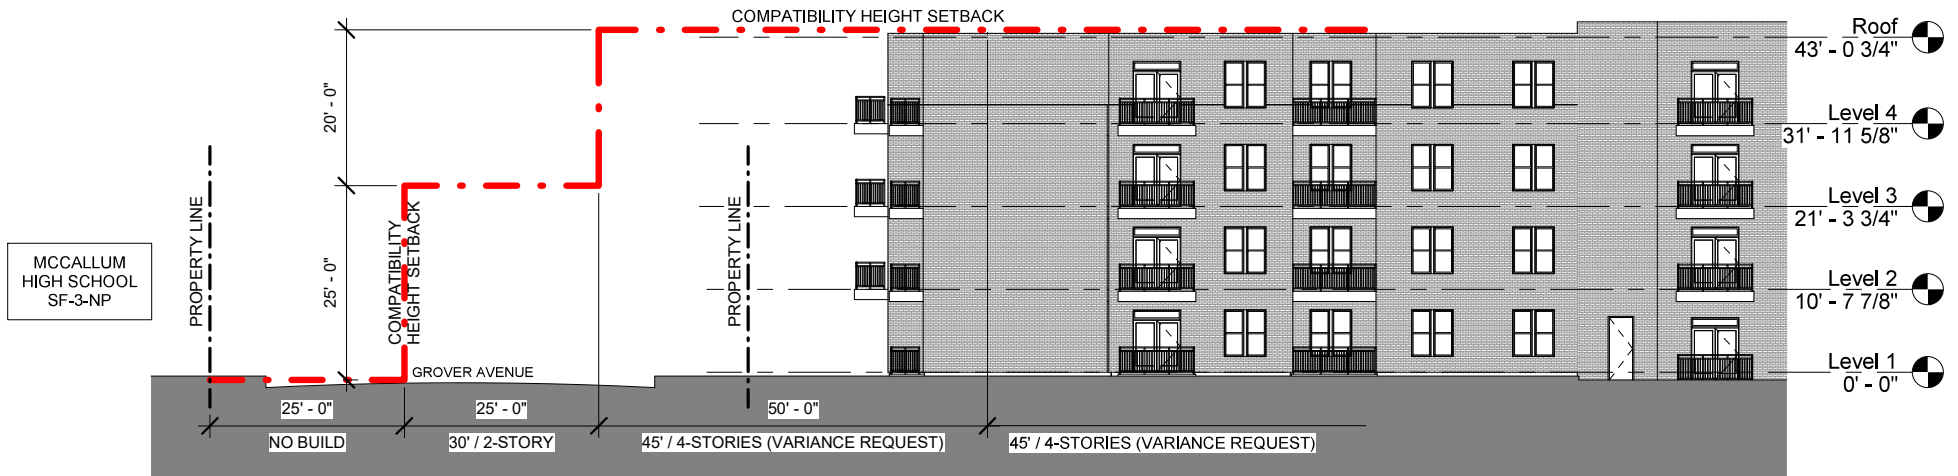 COMPATIBILITY HEIGHT SETBACK
Roof
43' - 0 3/4"
20' - 0"
Level 4
31' - 11 5/8"
Level 3
21' - 3 3/4"
PROPERTY LINE
COMPATIBILITY
HEIGHT SETBACK
PROPERTY LINE
MCCALLUM
HIGH SCHOOL
SF-3-NP
25' - 0"
Level 2
10' - 7 7/8"
GROVER AVENUE
Level 1
0' - 0"
25' - 0"
25' - 0"
50' - 0"
NO BUILD
30' / 2-STORY
45' / 4-STORIES (VARIANCE REQUEST)
45' / 4-STORIES (VARIANCE REQUEST)